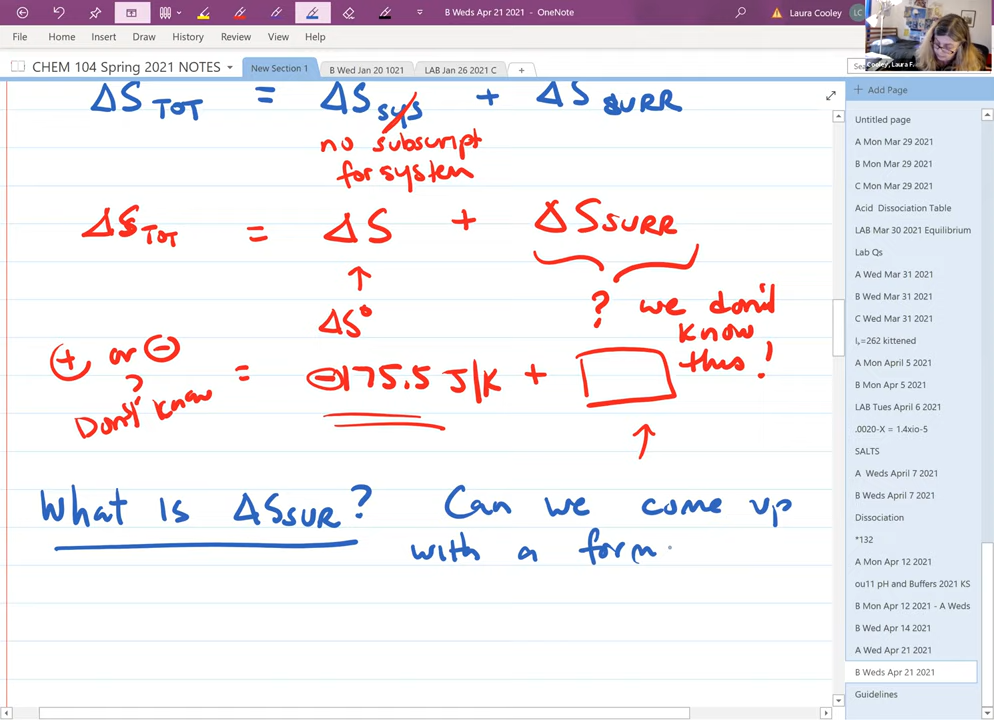 B Weds Apr 21 2021 - OneNote
Laura Cooley
LC
File Home Insert Draw History Review View Help
Cooley, Laura F.
CHEM 104 Spring 2021 NOTES
New Section 1
B Wed Jan 20 1021
LAB Jan 26 2021 C
Add Page
ΔS TOT = ΔS sys + ΔS SURR
no subscript
for system
ΔS TOT = ΔS + ΔS SURR
↑
ΔS°
? we don't
know
this!
⊕ or ⊖
?
Don't know
= ⊖175.5 J/K +
↑
What is ΔS SUR? Can we come up
with a form
Untitled page
A Mon Mar 29 2021
B Mon Mar 29 2021
C Mon Mar 29 2021
Acid Dissociation Table
LAB Mar 30 2021 Equilibrium
Lab Qs
A Wed Mar 31 2021
B Wed Mar 31 2021
C Wed Mar 31 2021
I,=262 kittened
A Mon April 5 2021
B Mon Apr 5 2021
LAB Tues April 6 2021
.0020-X = 1.4xio-5
SALTS
A Weds April 7 2021
B Weds April 7 2021
Dissociation
*132
A Mon Apr 12 2021
ou11 pH and Buffers 2021 KS
B Mon Apr 12 2021 - A Weds
B Wed Apr 14 2021
A Wed Apr 21 2021
B Weds Apr 21 2021
Guidelines